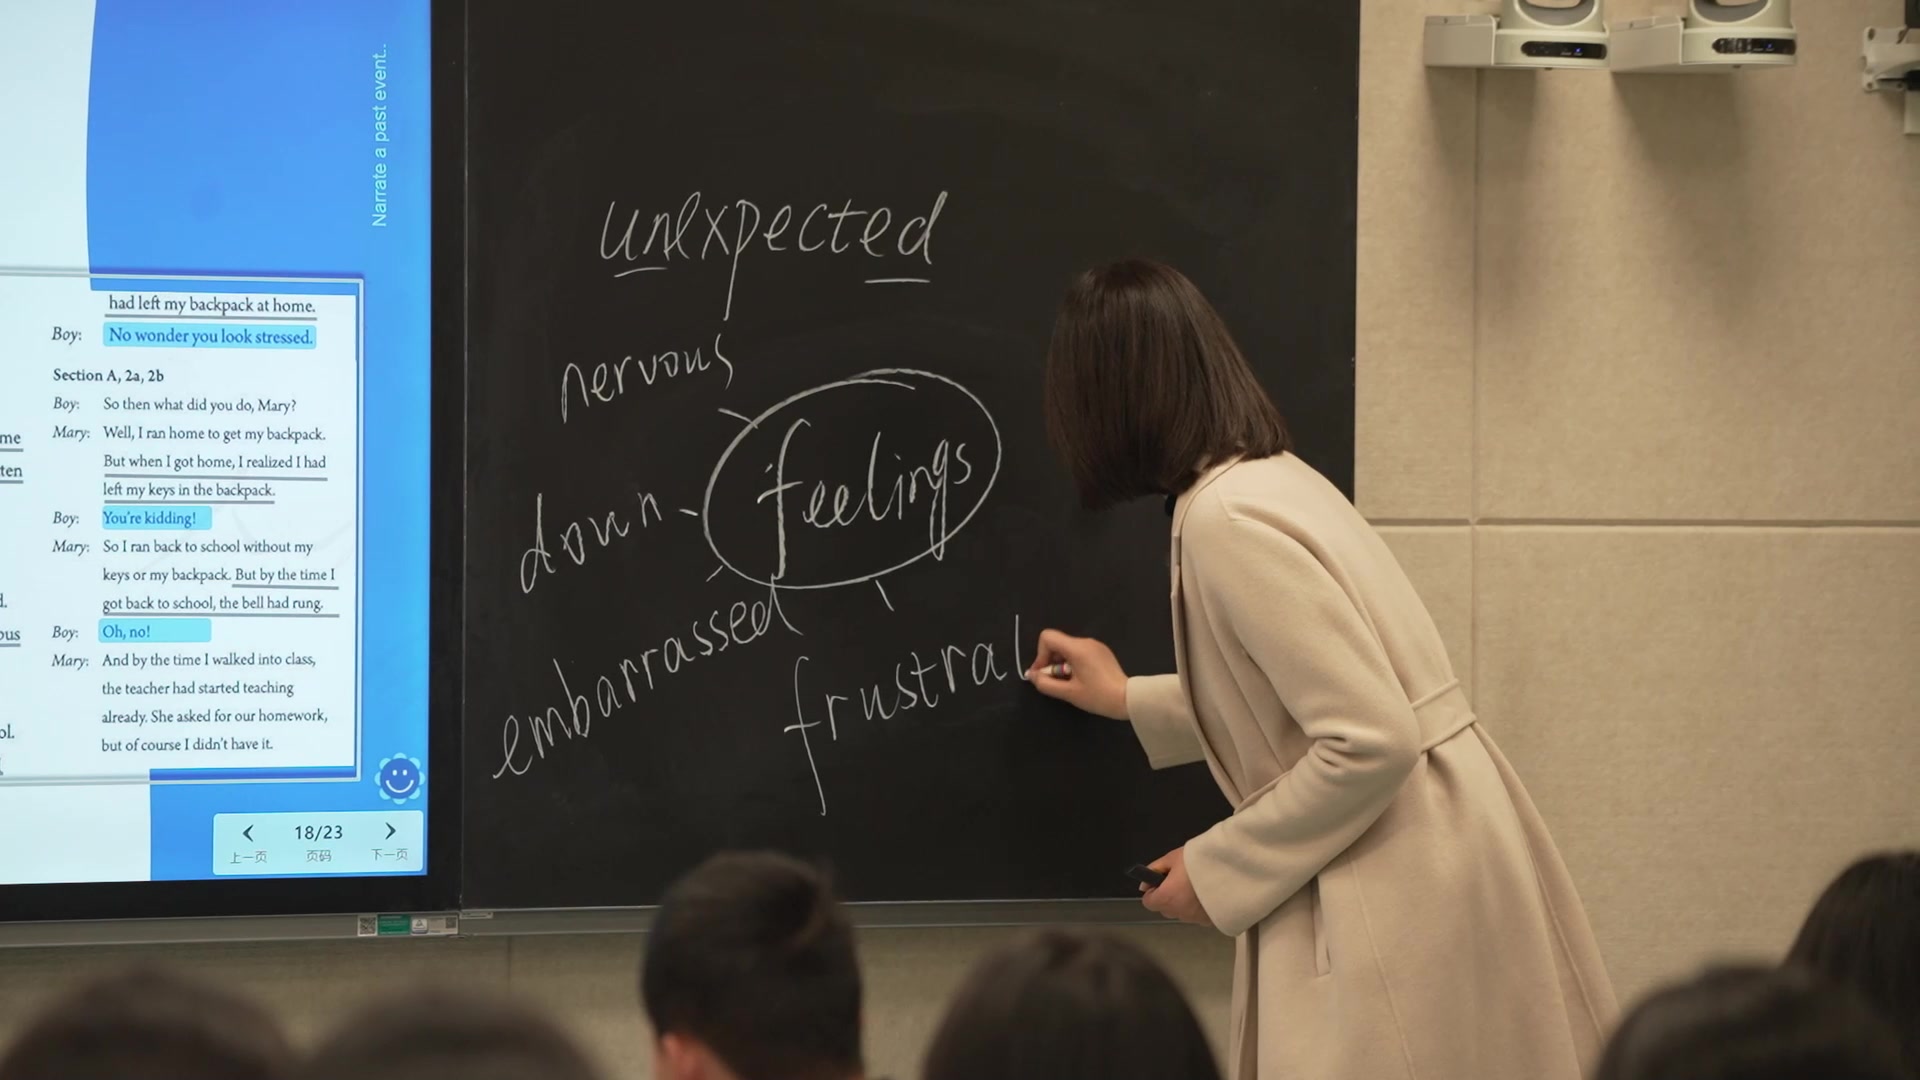 Narrate a past event..
had left my backpack at home.
Boy: No wonder you look stressed.
Section A, 2a, 2b
Boy: So then what did you do, Mary?
Mary: Well, I ran home to get my backpack.
But when I got home, I realized I had
left my keys in the backpack.
Boy: You're kidding!
Mary: So I ran back to school without my
keys or my backpack. But by the time I
got back to school, the bell had rung.
Boy: Oh, no!
Mary: And by the time I walked into class,
the teacher had started teaching
already. She asked for our homework,
but of course I didn't have it.
me
ten
d.
ous
ol.
18/23
上一页 页码 下一页
unexpected
nervous
feelings
down
embarrassed
frustrat